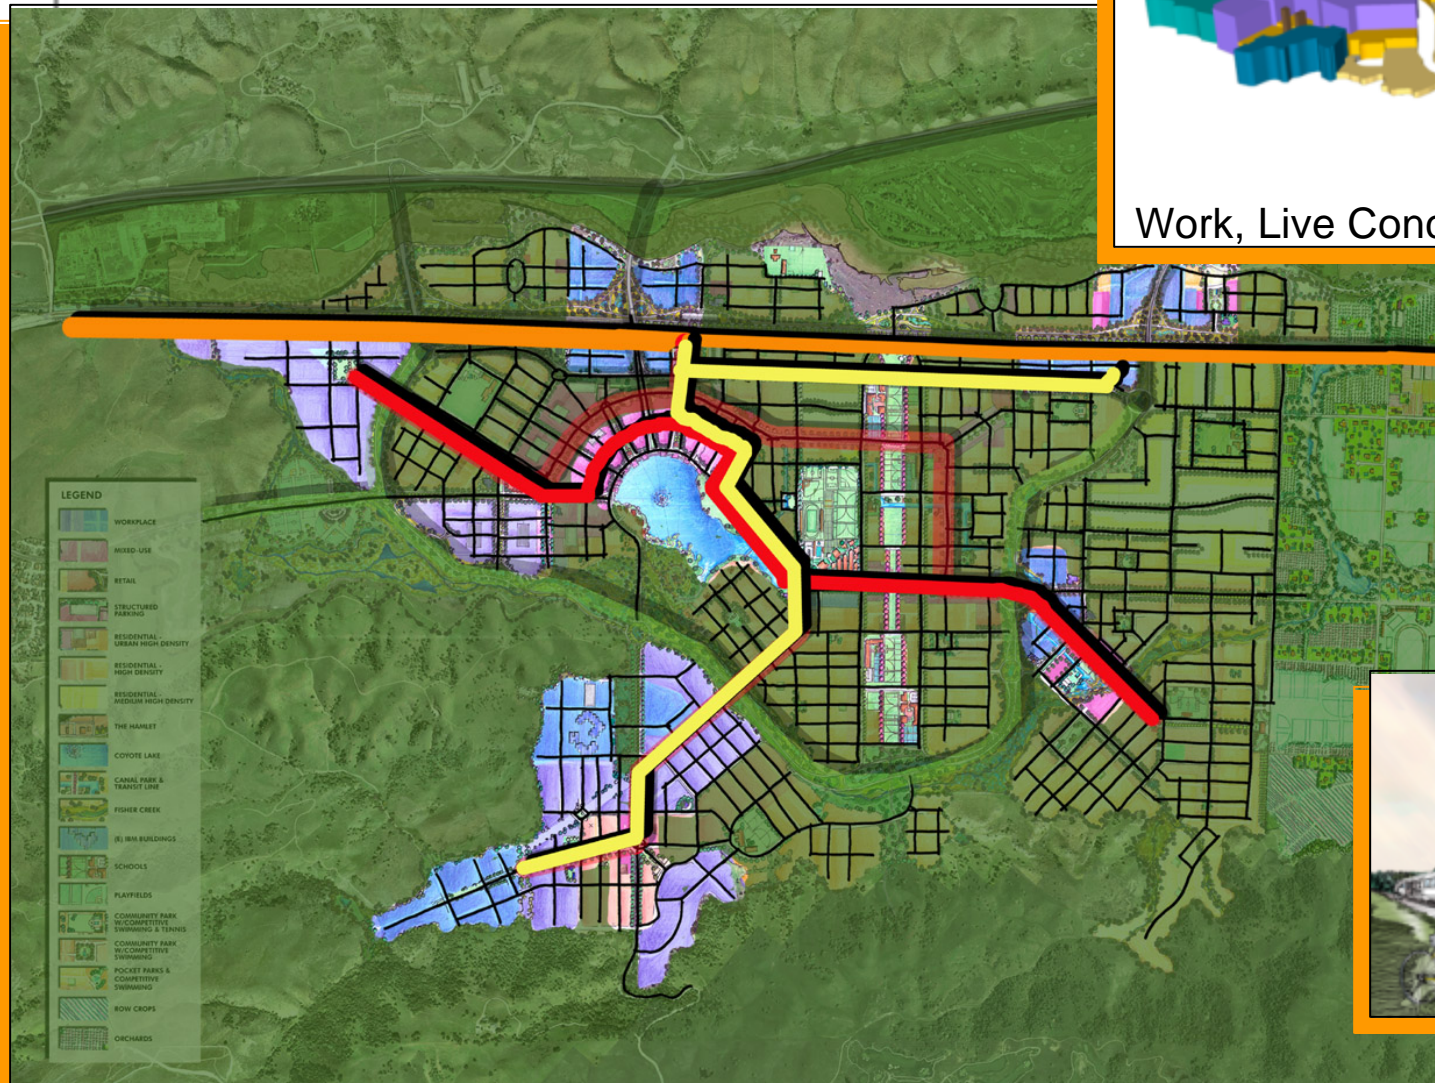 Work, Live Conc
LEGEND
WORKPLACE
MIXED-USE
RETAIL
STRUCTURED
PARKING
RESIDENTIAL -
URBAN HIGH DENSITY
RESIDENTIAL -
HIGH DENSITY
RESIDENTIAL -
MEDIUM HIGH DENSITY
THE HAMLET
COYOTE LAKE
CANAL PARK &
TRANSIT LINE
FISHER CREEK
(E) IBM BUILDINGS
SCHOOLS
PLAYFIELDS
COMMUNITY PARK
W/COMPETITIVE
SWIMMING & TENNIS
COMMUNITY PARK
W/COMPETITIVE
SWIMMING
POCKET PARKS &
COMPETITIVE
SWIMMING
ROW CROPS
ORCHARDS